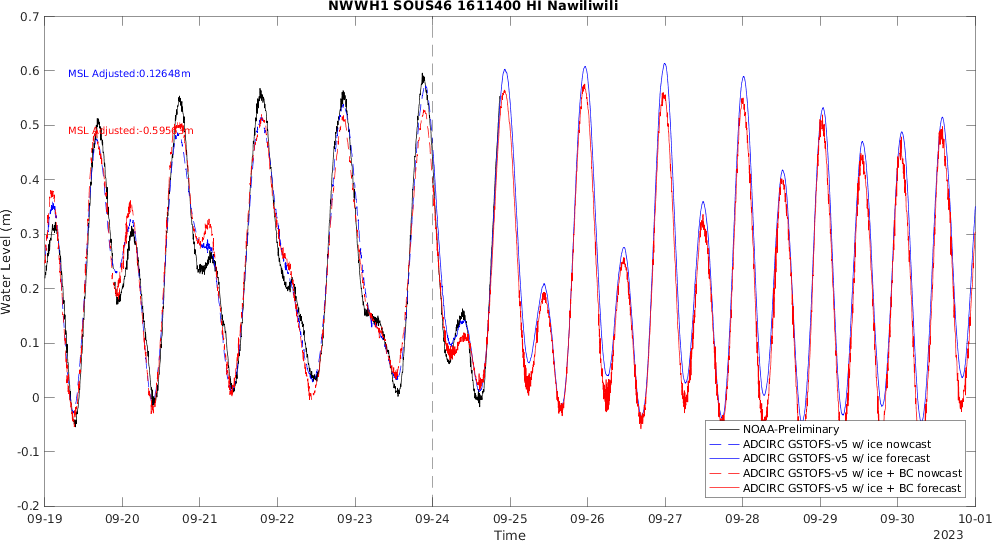 NWWH1 SOUS46 1611400 HI Nawiliwili
0.7
0.6
0.5
0.4
0.3
0.2
0.1
0
-0.1
-0.2
Water Level (m)
MSL Adjusted:0.12648m
MSL Adjusted:-0.595
NOAA-Preliminary
ADCIRC GSTOFS-v5 w/ ice nowcast
ADCIRC GSTOFS-v5 w/ ice forecast
ADCIRC GSTOFS-v5 w/ ice + BC nowcast
ADCIRC GSTOFS-v5 w/ ice + BC forecast
09-19 09-20 09-21 09-22 09-23 09-24 09-25 09-26 09-27 09-28 09-29 09-30 10-01
Time
2023